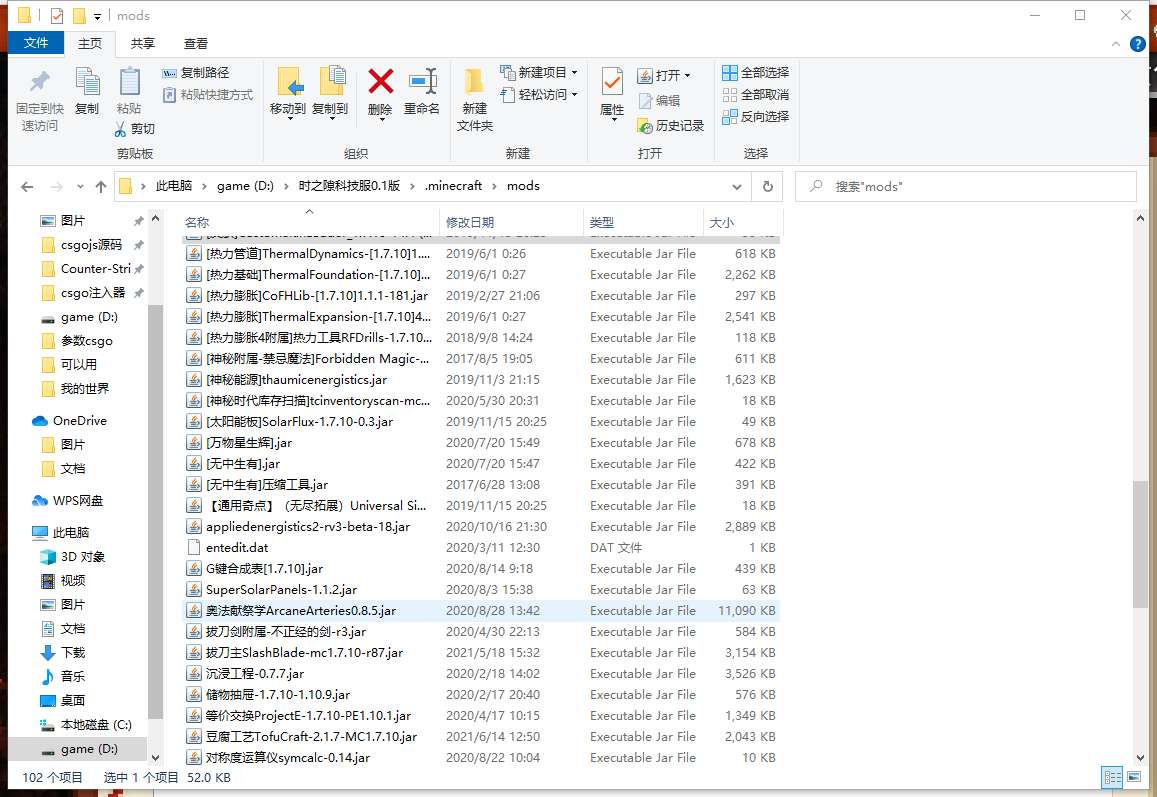 mods
文件 主页 共享 查看
固定到快速访问
复制
粘贴
复制路径
粘贴快捷方式
剪切
剪贴板
移动到
复制到
删除
重命名
组织
新建文件夹
新建项目
轻松访问
新建
属性
打开
编辑
历史记录
打开
全部选择
全部取消
反向选择
选择
此电脑 › game (D:) › 时之隙科技服0.1版 › .minecraft › mods
搜索"mods"
图片
csgojs源码
Counter-Stri
csgo注入器
game (D:)
参数csgo
可以用
我的世界
OneDrive
图片
文档
WPS网盘
此电脑
3D 对象
视频
图片
文档
下载
音乐
桌面
本地磁盘 (C:)
game (D:)
名称 修改日期 类型 大小
[热力管道]ThermalDynamics-[1.7.10]1.... 2019/6/1 0:26 Executable Jar File 618 KB
[热力基础]ThermalFoundation-[1.7.10]... 2019/6/1 0:27 Executable Jar File 2,262 KB
[热力膨胀]CoFHLib-[1.7.10]1.1.1-181.jar 2019/2/27 21:06 Executable Jar File 297 KB
[热力膨胀]ThermalExpansion-[1.7.10]4... 2019/6/1 0:27 Executable Jar File 2,541 KB
[热力膨胀4附属]热力工具RFDrills-1.7.10... 2018/9/8 14:24 Executable Jar File 118 KB
[神秘附属-禁忌魔法]Forbidden Magic-... 2017/8/5 19:05 Executable Jar File 611 KB
[神秘能源]thaumicenergistics.jar 2019/11/3 21:15 Executable Jar File 1,623 KB
[神秘时代库存扫描]tcinventoryscan-mc... 2020/5/30 20:31 Executable Jar File 18 KB
[太阳能板]SolarFlux-1.7.10-0.3.jar 2019/11/15 20:25 Executable Jar File 49 KB
[万物星生辉].jar 2020/7/20 15:49 Executable Jar File 678 KB
[无中生有].jar 2020/7/20 15:47 Executable Jar File 422 KB
[无中生有]压缩工具.jar 2017/6/28 13:08 Executable Jar File 391 KB
【通用奇点】（无尽拓展）Universal Si... 2019/11/15 20:25 Executable Jar File 18 KB
appliedenergistics2-rv3-beta-18.jar 2020/10/16 21:30 Executable Jar File 2,889 KB
entedit.dat 2020/3/11 12:30 DAT 文件 1 KB
G键合成表[1.7.10].jar 2020/8/14 9:18 Executable Jar File 439 KB
SuperSolarPanels-1.1.2.jar 2020/8/3 15:38 Executable Jar File 63 KB
奥法献祭学ArcaneArteries0.8.5.jar 2020/8/28 13:42 Executable Jar File 11,090 KB
拔刀剑附属-不正经的剑-r3.jar 2020/4/30 22:13 Executable Jar File 584 KB
拔刀主SlashBlade-mc1.7.10-r87.jar 2021/5/18 15:32 Executable Jar File 3,154 KB
沉浸工程-0.7.7.jar 2020/2/18 14:02 Executable Jar File 3,526 KB
储物抽屉-1.7.10-1.10.9.jar 2020/2/17 20:40 Executable Jar File 576 KB
等价交换ProjectE-1.7.10-PE1.10.1.jar 2020/4/17 10:15 Executable Jar File 1,349 KB
豆腐工艺TofuCraft-2.1.7-MC1.7.10.jar 2021/6/14 12:50 Executable Jar File 2,043 KB
对称度运算仪symcalc-0.14.jar 2020/8/22 10:04 Executable Jar File 10 KB
102 个项目 选中 1 个项目 52.0 KB